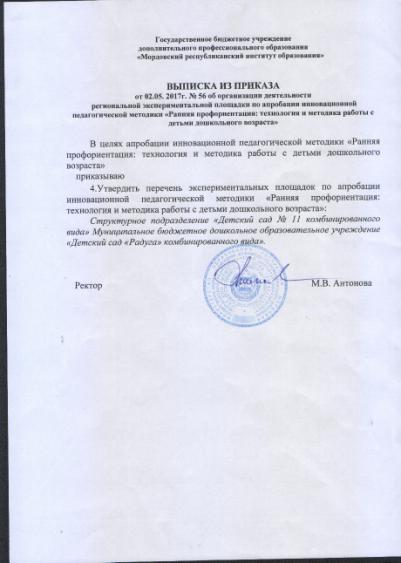 Государственное бюджетное учреждение
дополнительного профессионального образования
«Мордовский республиканский институт образования»
ВЫПИСКА ИЗ ПРИКАЗА
от 02.05. 2017г. № 56 об организации деятельности
региональной экспериментальной площадки по апробации инновационной
педагогической методики «Ранняя профориентация: технология и методика работы с
детьми дошкольного возраста»
В целях апробации инновационной педагогической методики «Ранняя
профориентация: технология и методика работы с детьми дошкольного
возраста»
приказываю
4.Утвердить перечень экспериментальных площадок по апробации
инновационной педагогической методики «Ранняя профориентация:
технология и методика работы с детьми дошкольного возраста»:
Структурное подразделение «Детский сад № 11 комбинированного
вида» Муниципальное бюджетное дошкольное образовательное учреждение
«Детский сад «Радуга» комбинированного вида».
Ректор М.В. Антонова